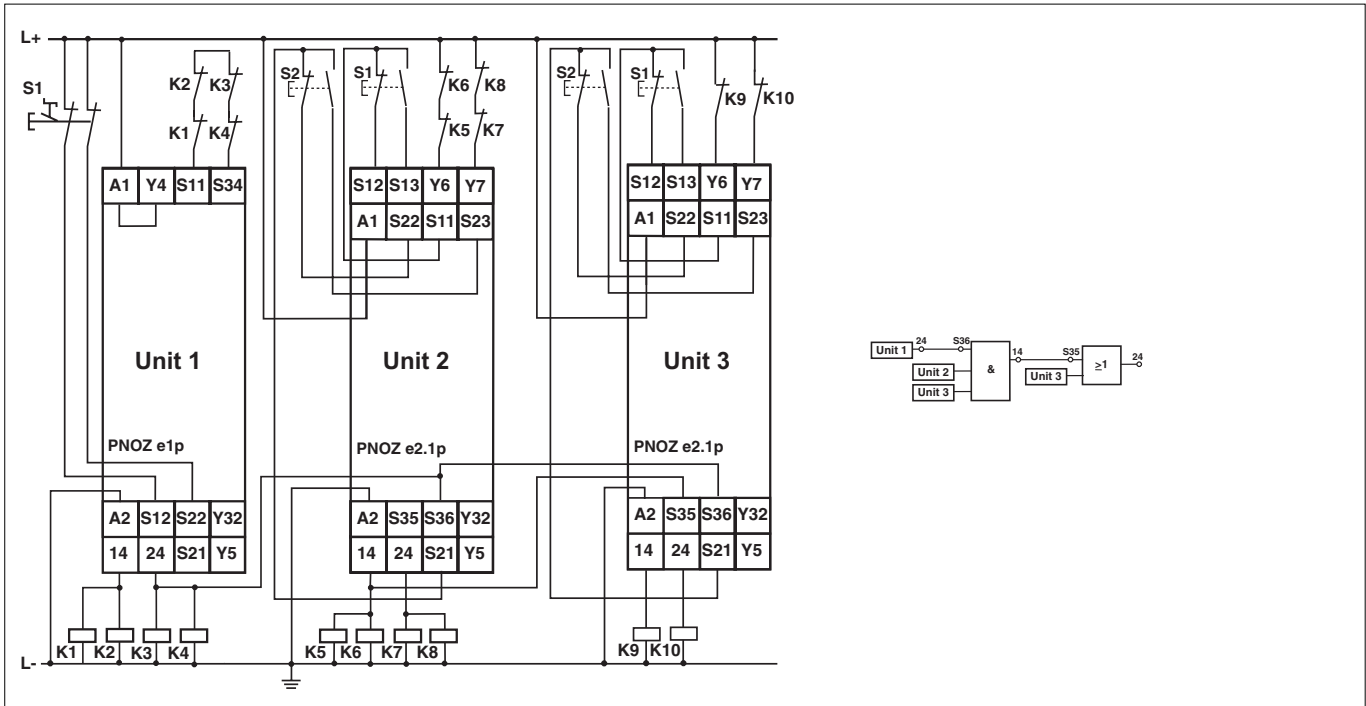 L+
S1
K2 K3
K1 K4
S2 S1 K6 K8
K5 K7
S2 S1 K9 K10
A1 Y4 S11 S34
S12 S13 Y6 Y7
A1 S22 S11 S23
S12 S13 Y6 Y7
A1 S22 S11 S23
Unit 1
Unit 2
Unit 3
PNOZ e1p
PNOZ e2.1p
PNOZ e2.1p
A2 S12 S22 Y32
14 24 S21 Y5
A2 S35 S36 Y32
14 24 S21 Y5
A2 S35 S36 Y32
14 24 S21 Y5
K1 K2 K3 K4
K5 K6 K7 K8
K9 K10
L-
Unit 1 24 S36
Unit 2
Unit 3
&
14 S35
Unit 3
≥1
24